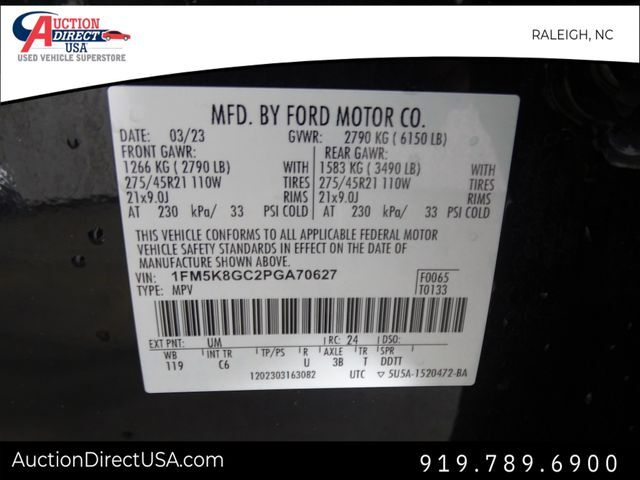 AUCTION
DIRECT
USA
USED VEHICLE SUPERSTORE
RALEIGH, NC
MFD. BY FORD MOTOR CO.
DATE: 03/23 GVWR: 2790 KG ( 6150 LB)
FRONT GAWR: REAR GAWR:
1266 KG ( 2790 LB) WITH 1583 KG ( 3490 LB) WITH
275/45R21 110W TIRES 275/45R21 110W TIRES
21x9.0J RIMS 21x9.0J RIMS
AT 230 kPa/ 33 PSI COLD AT 230 kPa/ 33 PSI COLD
THIS VEHICLE CONFORMS TO ALL APPLICABLE FEDERAL MOTOR
VEHICLE SAFETY STANDARDS IN EFFECT ON THE DATE OF
MANUFACTURE SHOWN ABOVE.
VIN: 1FM5K8GC2PGA70627 F0065
TYPE: MPV T0133
EXT PNT: UM RC: 24 DSO:
WB INT TR TP/PS R AXLE TR SPR
119 C6 U 3B T DDTT
1202303163082 UTC ▽ 5U5A-1520472-BA
AuctionDirectUSA.com 919.789.6900